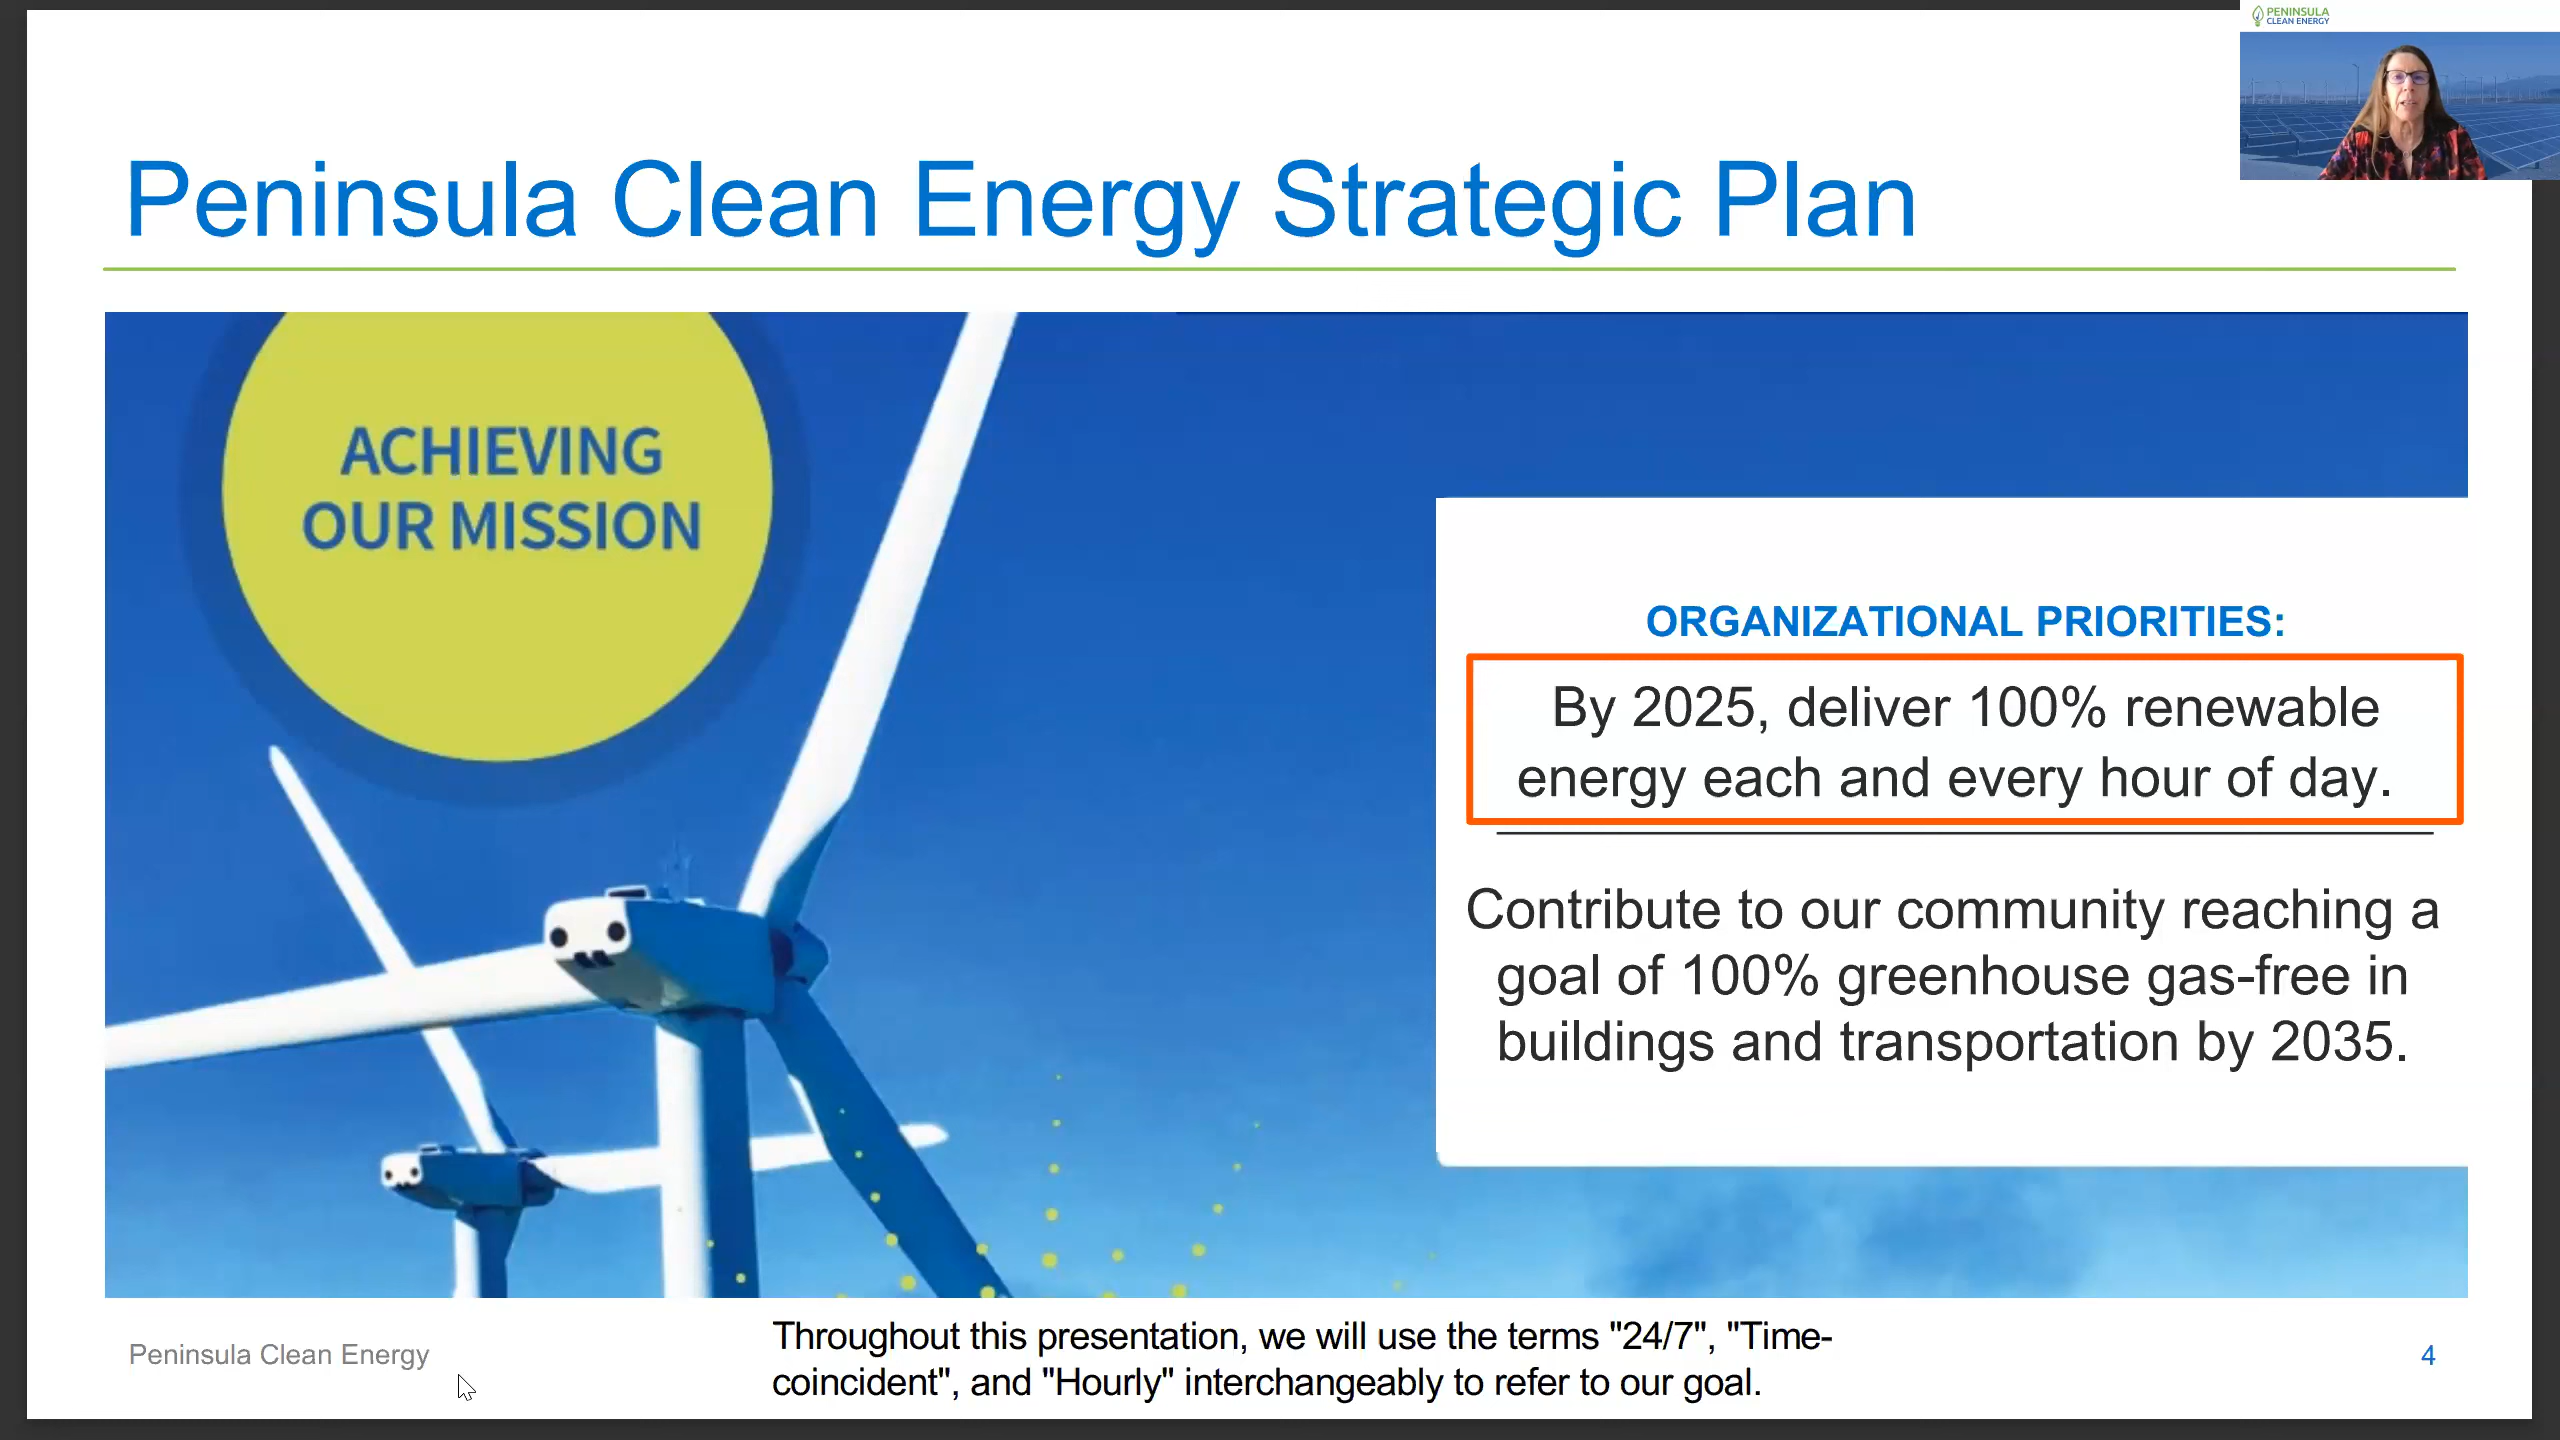 PENINSULA
CLEAN ENERGY
Peninsula Clean Energy Strategic Plan
ACHIEVING
OUR MISSION
ORGANIZATIONAL PRIORITIES:
By 2025, deliver 100% renewable
energy each and every hour of day.
Contribute to our community reaching a
goal of 100% greenhouse gas-free in
buildings and transportation by 2035.
Peninsula Clean Energy
Throughout this presentation, we will use the terms "24/7", "Time-
coincident", and "Hourly" interchangeably to refer to our goal.
4